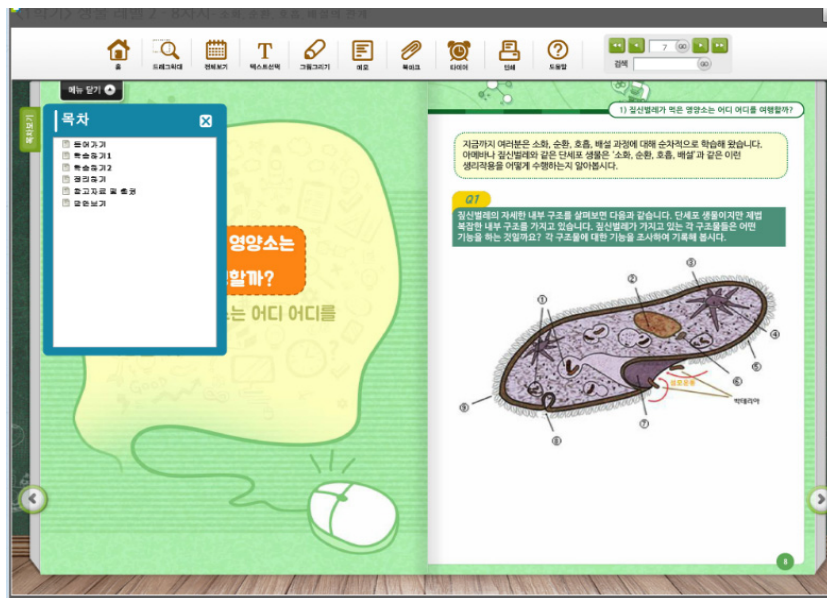 홈
드래그확대
전체보기
텍스트선택
그림그리기
메모
북마크
타이머
인쇄
도움말
7
GO
검색
GO
메뉴 닫기
목차보기
목차
들어가기
학습하기1
학습하기2
정리하기
참고자료 및 출처
영양소는
할까?
는 어디 어디를
1) 짚신벌레가 먹은 영양소는 어디 어디를 여행할까?
지금까지 여러분은 소화, 순환, 호흡, 배설 과정에 대해 순차적으로 학습해 왔습니다.
아메바나 짚신벌레와 같은 단세포 생물은 '소화, 순환, 호흡, 배설'과 같은 이런
생리작용을 어떻게 수행하는지 알아봅시다.
Q1
짚신벌레의 자세한 내부 구조를 살펴보면 다음과 같습니다. 단세포 생물이지만 제법
복잡한 내부 구조를 가지고 있습니다. 짚신벌레가 가지고 있는 각 구조물들은 어떤
기능을 하는 것일까요? 각 구조물에 대한 기능을 조사하여 기록해 봅시다.
③
②
①
④
⑤
⑥
박테리아
⑨
⑦
⑧
8